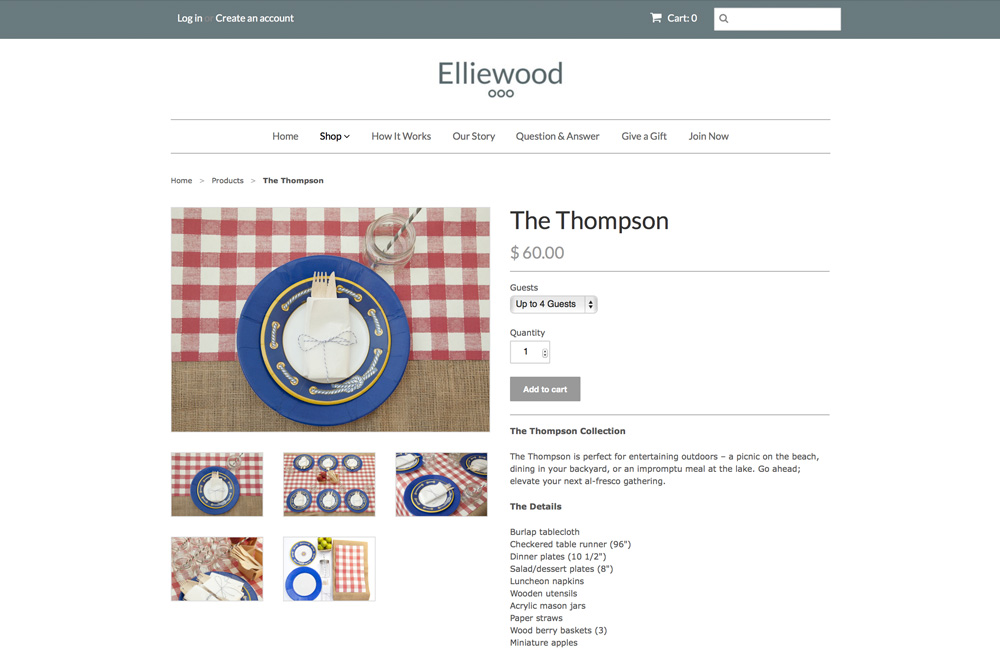 Log in or Create an account
Cart: 0
Elliewood
Home
Shop
How It Works
Our Story
Question & Answer
Give a Gift
Join Now
Home > Products > The Thompson
The Thompson
$ 60.00
Guests
Up to 4 Guests
Quantity
1
Add to cart
The Thompson Collection
The Thompson is perfect for entertaining outdoors – a picnic on the beach,
dining in your backyard, or an impromptu meal at the lake. Go ahead;
elevate your next al-fresco gathering.
The Details
Burlap tablecloth
Checkered table runner (96")
Dinner plates (10 1/2")
Salad/dessert plates (8")
Luncheon napkins
Wooden utensils
Acrylic mason jars
Paper straws
Wood berry baskets (3)
Miniature apples